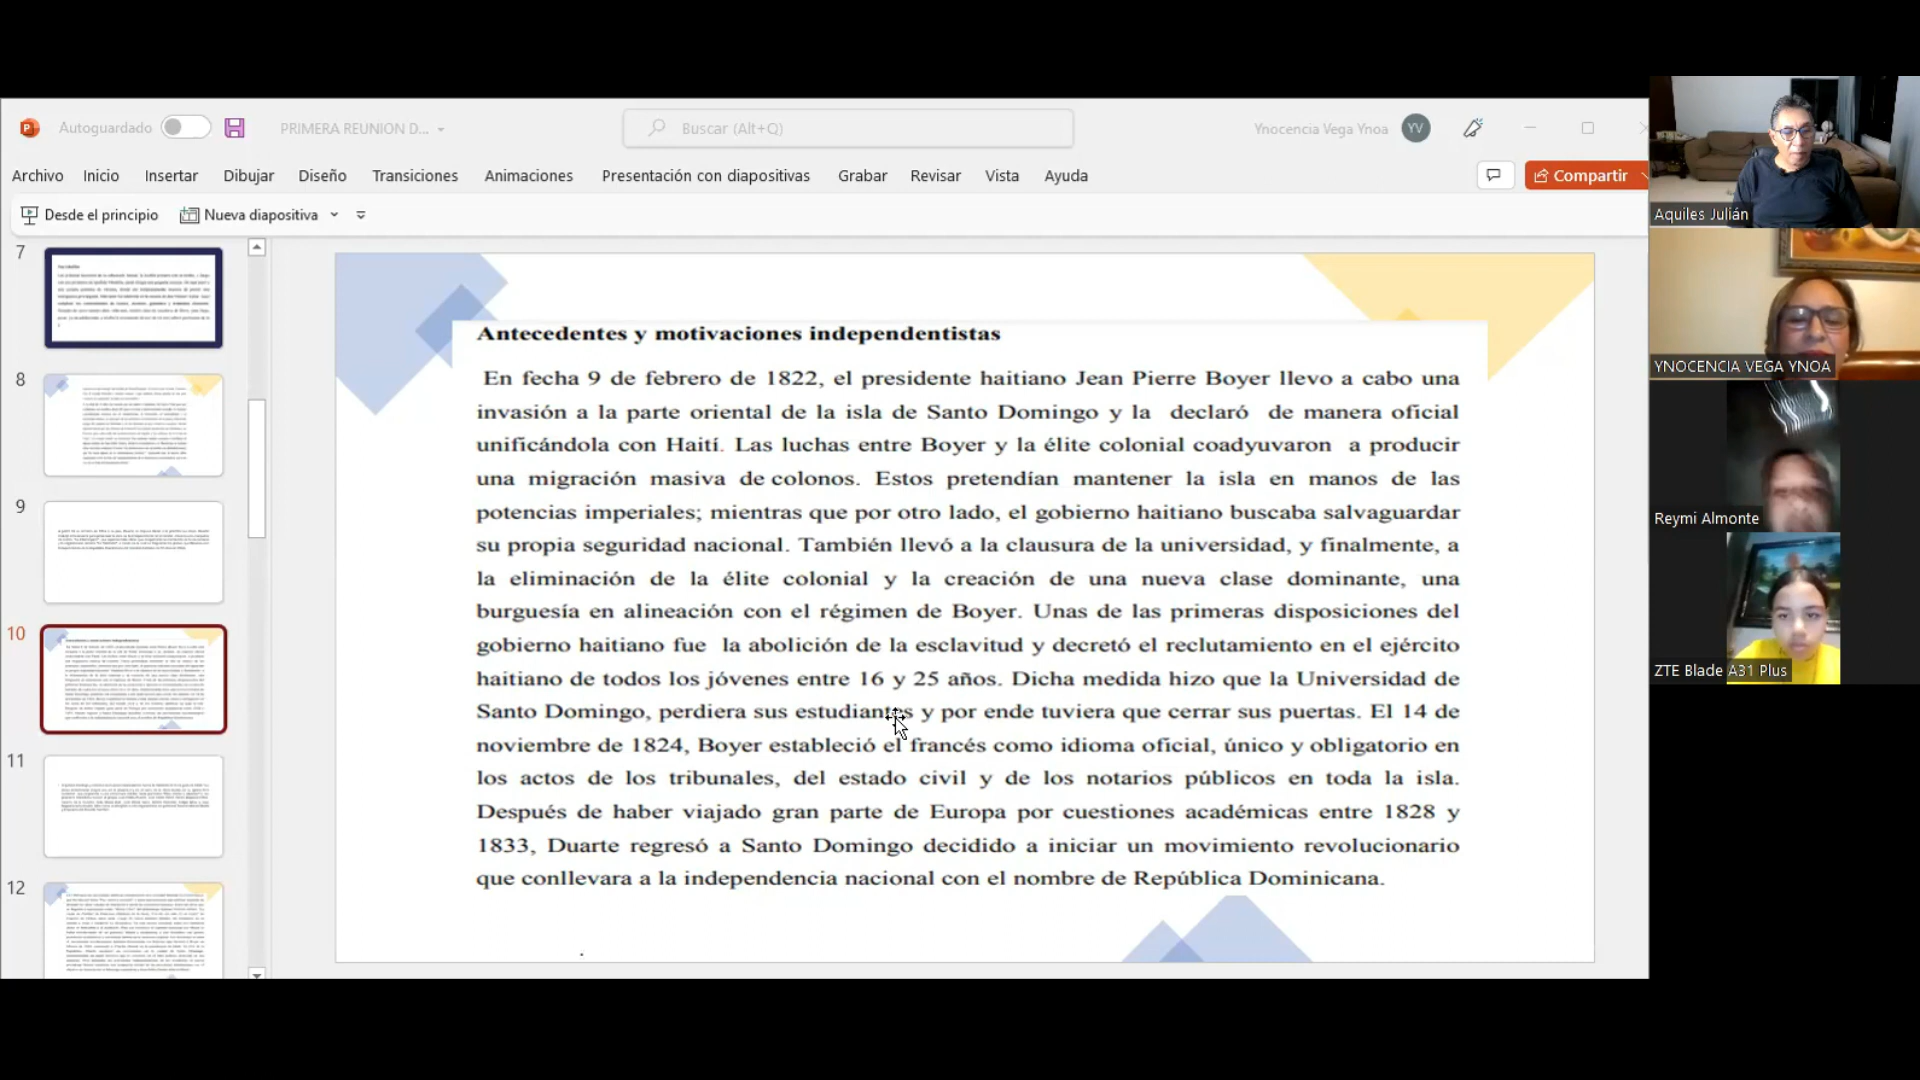 Autoguardado
PRIMERA REUNION D...
Buscar (Alt+Q)
Ynocencia Vega Ynoa
YV
Archivo Inicio Insertar Dibujar Diseño Transiciones Animaciones Presentación con diapositivas Grabar Revisar Vista Ayuda
Compartir
Desde el principio Nueva diapositiva
7
8
9
10
11
12
Antecedentes y motivaciones independentistas
En fecha 9 de febrero de 1822, el presidente haitiano Jean Pierre Boyer llevo a cabo una
invasión a la parte oriental de la isla de Santo Domingo y la declaró de manera oficial
unificándola con Haití. Las luchas entre Boyer y la élite colonial coadyuvaron a producir
una migración masiva de colonos. Estos pretendían mantener la isla en manos de las
potencias imperiales; mientras que por otro lado, el gobierno haitiano buscaba salvaguardar
su propia seguridad nacional. También llevó a la clausura de la universidad, y finalmente, a
la eliminación de la élite colonial y la creación de una nueva clase dominante, una
burguesía en alineación con el régimen de Boyer. Unas de las primeras disposiciones del
gobierno haitiano fue la abolición de la esclavitud y decretó el reclutamiento en el ejército
haitiano de todos los jóvenes entre 16 y 25 años. Dicha medida hizo que la Universidad de
Santo Domingo, perdiera sus estudiantes y por ende tuviera que cerrar sus puertas. El 14 de
noviembre de 1824, Boyer estableció el francés como idioma oficial, único y obligatorio en
los actos de los tribunales, del estado civil y de los notarios públicos en toda la isla.
Después de haber viajado gran parte de Europa por cuestiones académicas entre 1828 y
1833, Duarte regresó a Santo Domingo decidido a iniciar un movimiento revolucionario
que conllevara a la independencia nacional con el nombre de República Dominicana.
.
Aquiles Julián
YNOCENCIA VEGA YNOA
Reymi Almonte
ZTE Blade A31 Plus